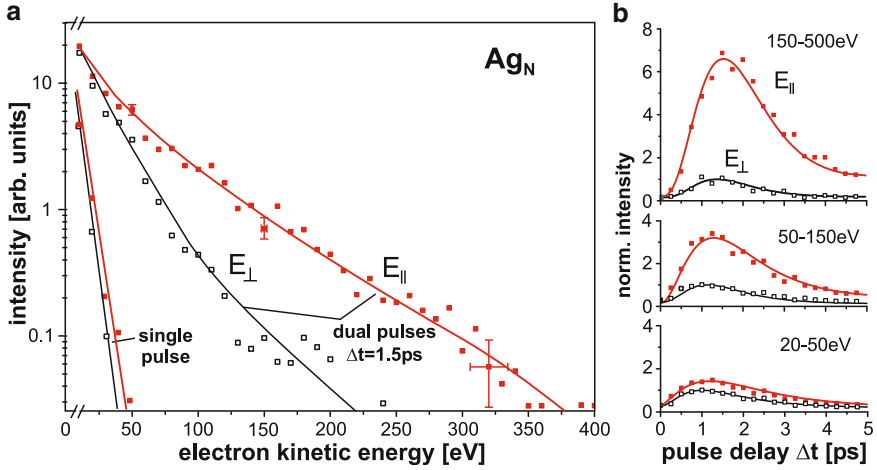 a
Ag_N
intensity [arb. units]
10
1
0.1
E⊥
E∥
single
pulse
dual pulses
Δt=1.5ps
0 50 100 150 200 250 300 350 400
electron kinetic energy [eV]
b
150-500eV
E∥
E⊥
8
6
4
2
0
norm. intensity
50-150eV
4
2
0
20-50eV
4
2
0
0 1 2 3 4 5
pulse delay Δt [ps]